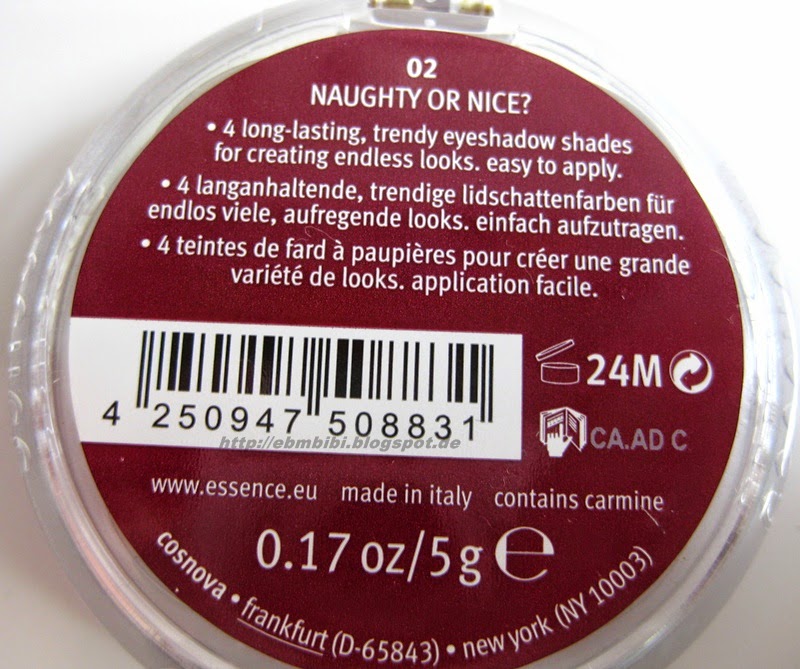 02
NAUGHTY OR NICE?
• 4 long-lasting, trendy eyeshadow shades
for creating endless looks. easy to apply.
• 4 langanhaltende, trendige lidschattenfarben für
endlos viele, aufregende looks. einfach aufzutragen.
• 4 teintes de fard à paupières pour créer une grande
variété de looks. application facile.
24M
4 250947 508831
http://ebmbibi.blogspot.de
CA.AD C
www.essence.eu made in italy contains carmine
0.17 oz/5g e
cosnova • frankfurt (D-65843) • new york (NY 10003)